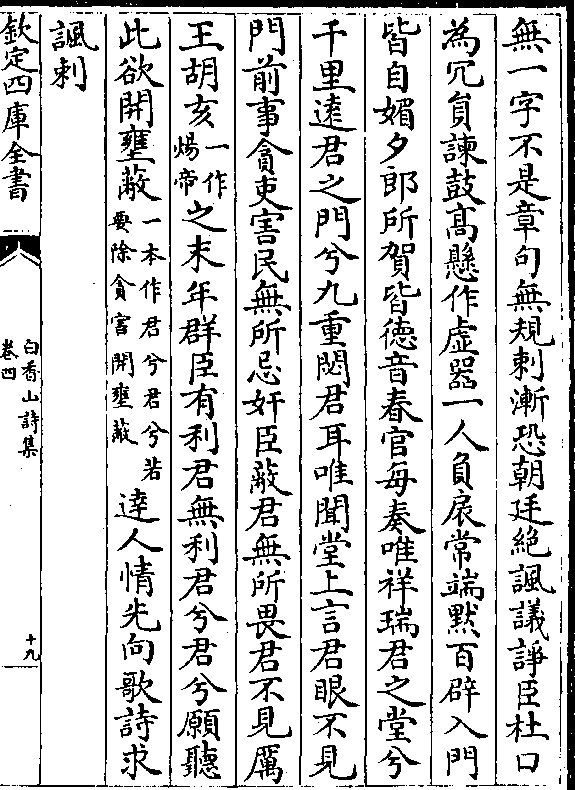 無一字不是章句無規刺漸恐朝廷絶諷議諍臣杜口
為冗貟諫鼓髙懸作虚器一人負扆常端黙百辟入門
皆自媚夕郎所賀皆徳音春官每奏唯祥瑞君之堂兮
千里逺君之門兮九重閟君耳唯聞堂上言君眼不見
門前事貪吏害民無所忌奸臣蔽君無所畏君不見厲
王胡亥一作煬帝之末年群臣有利君無利君兮君兮願聽
此欲開壅蔽一本作君兮君兮若要除貪害開壅蔽達人情先向歌詩求
諷刺
欽定四庫全書
白香山詩集
卷四
十九